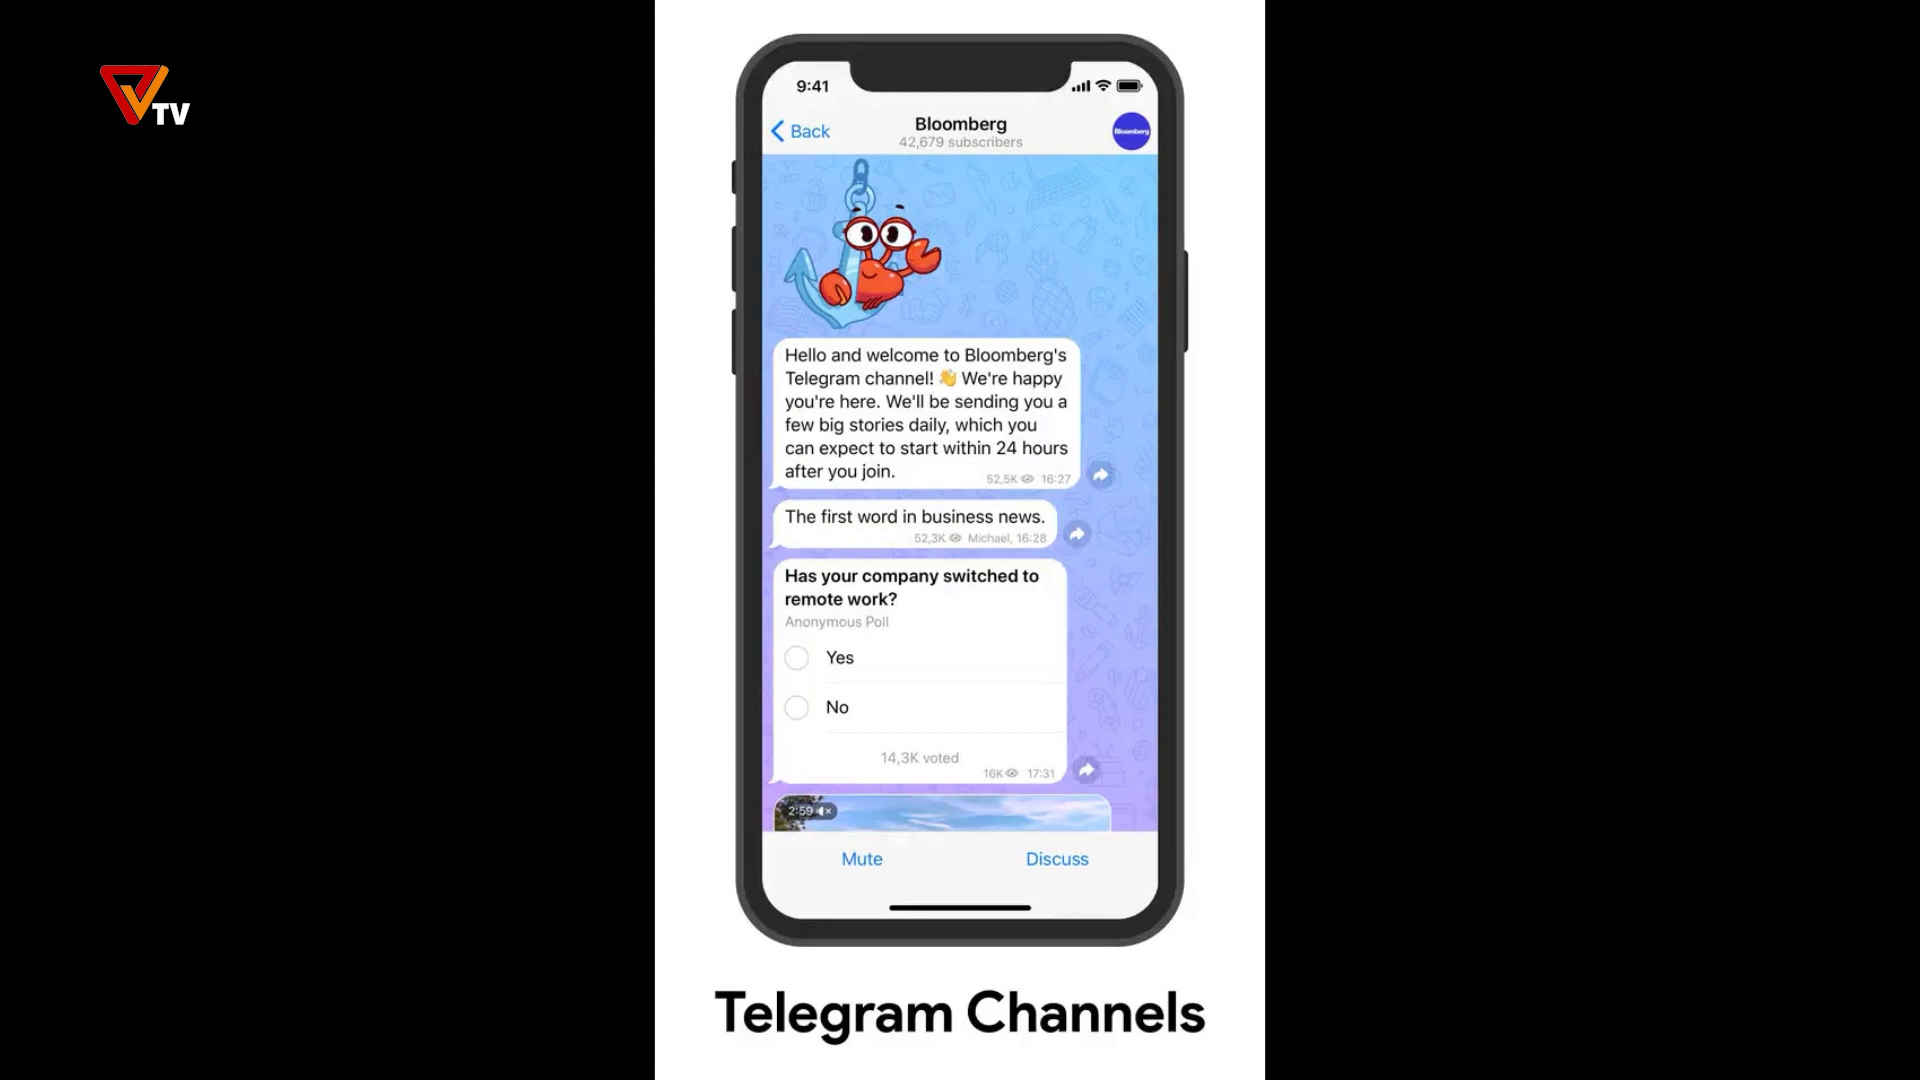 TV
9:41
Back
Bloomberg
42,679 subscribers
Bloomberg
Hello and welcome to Bloomberg's
Telegram channel! 👋 We're happy
you're here. We'll be sending you a
few big stories daily, which you
can expect to start within 24 hours
after you join.
52,5K 16:27
The first word in business news.
52,3K Michael, 16:28
Has your company switched to
remote work?
Anonymous Poll
Yes
No
14,3K voted
16K 17:31
2:59
Mute
Discuss
Telegram Channels